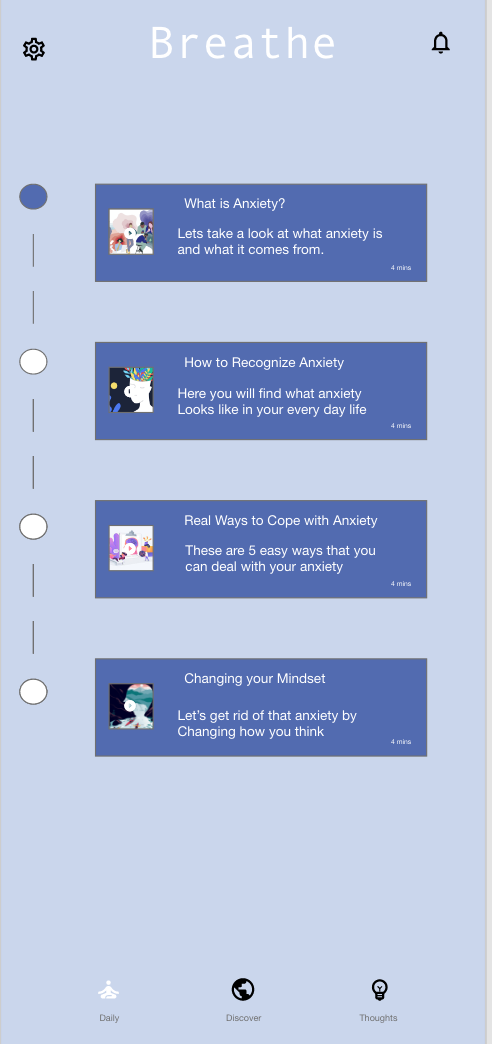 Breathe
What is Anxiety?
Lets take a look at what anxiety is
and what it comes from.
4 mins
How to Recognize Anxiety
Here you will find what anxiety
Looks like in your every day life
4 mins
Real Ways to Cope with Anxiety
These are 5 easy ways that you
can deal with your anxiety
4 mins
Changing your Mindset
Let’s get rid of that anxiety by
Changing how you think
4 mins
Daily
Discover
Thoughts